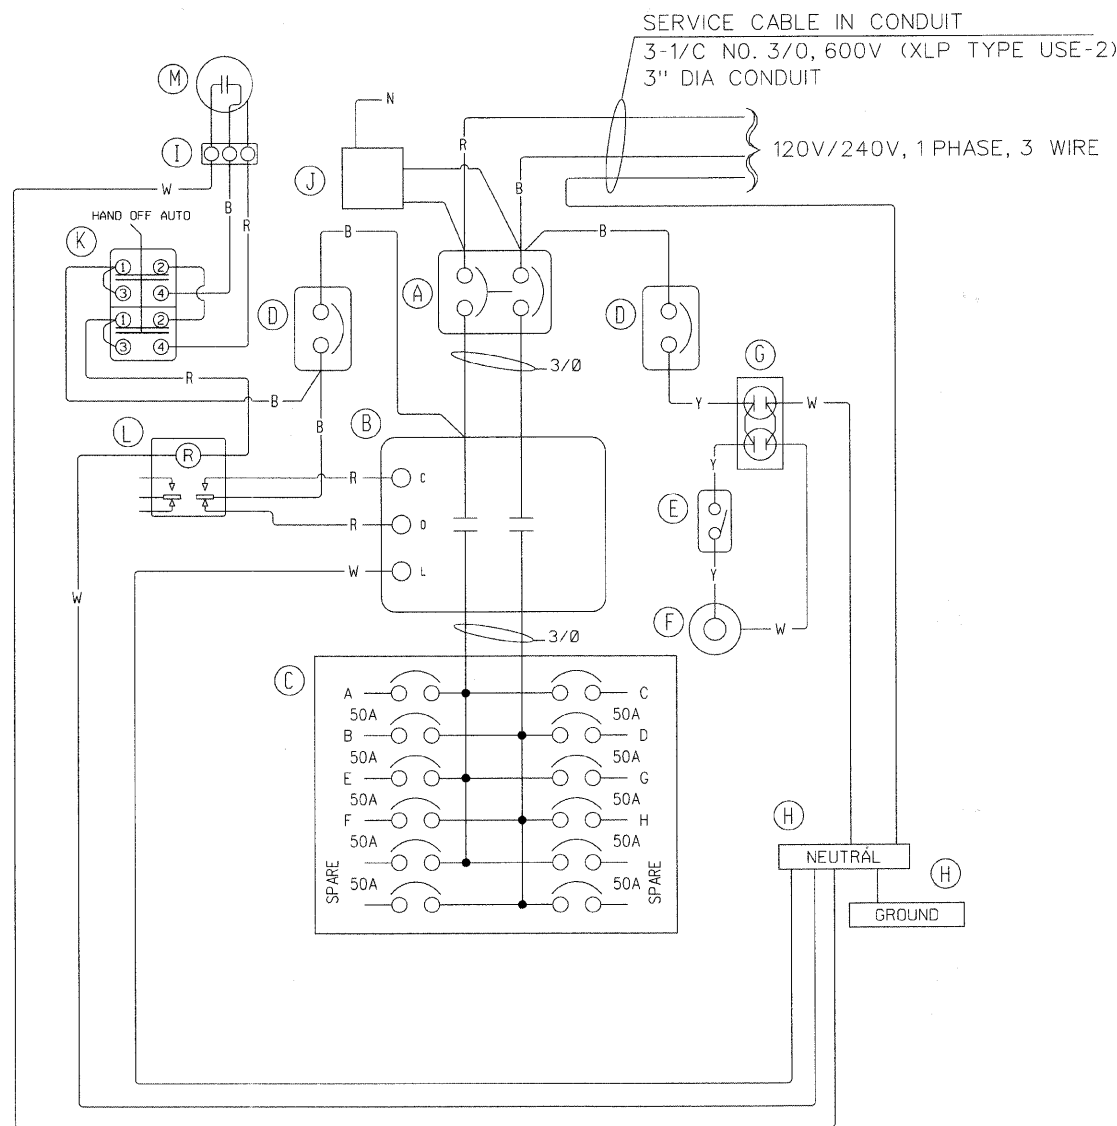 SERVICE CABLE IN CONDUIT
3-1/C NO. 3/0, 600V (XLP TYPE USE-2)
3" DIA CONDUIT
120V/240V, 1 PHASE, 3 WIRE
M
N
I
R
J
W
B
B
R
HAND OFF AUTO
K
1 2
3 4
1 2
3 4
B
B
A
D
D
3/Ø
G
R
B
Y
W
L
B
B
R
R
C
Y
E
R
O
W
L
Y
W
F
W
3/Ø
C
A
C
50A
50A
B
D
50A
50A
E
G
50A
50A
F
H
50A
50A
SPARE
SPARE
50A
50A
H
NEUTRÁL
H
GROUND